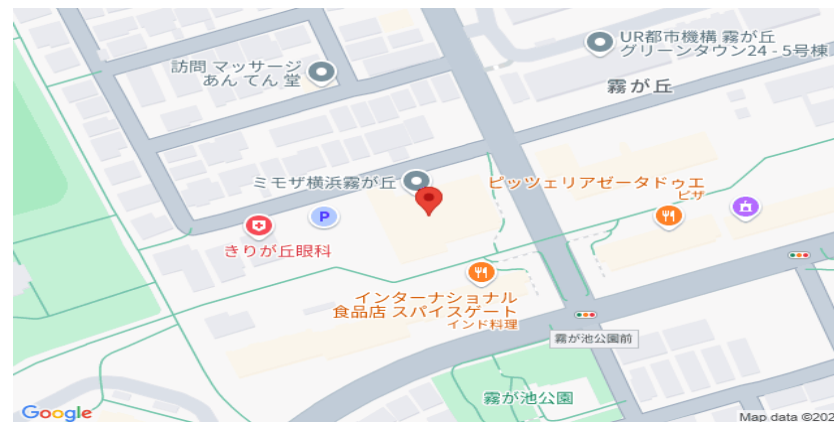 UR都市機構 霧が丘
グリーンタウン24 - 5号棟
訪問 マッサージ
あん てん 堂
霧が丘
ミモザ横浜霧が丘
ピッツェリアゼータドゥエ
ピザ
P
きりが丘眼科
インターナショナル
食品店 スパイスゲート
インド料理
霧が池公園前
霧が池公園
Google
Map data ©202